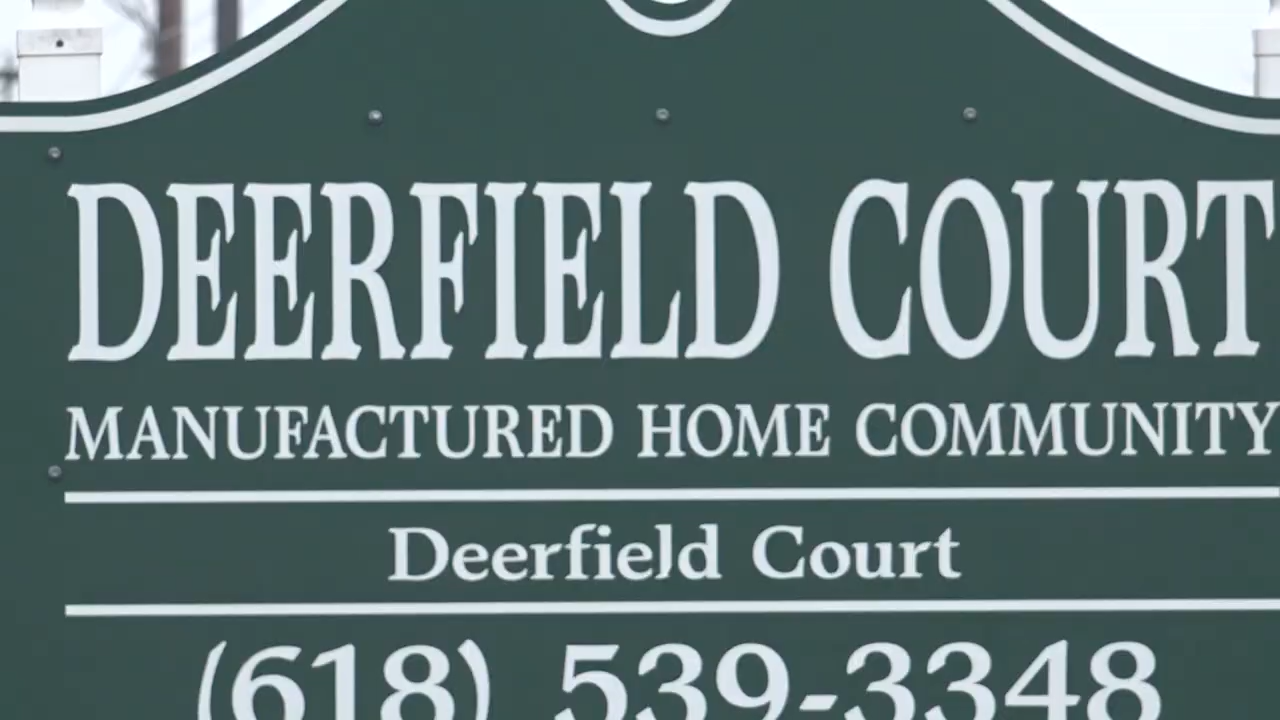 DEERFIELD COURT
MANUFACTURED HOME COMMUNITY
Deerfield Court
(618) 539-3348